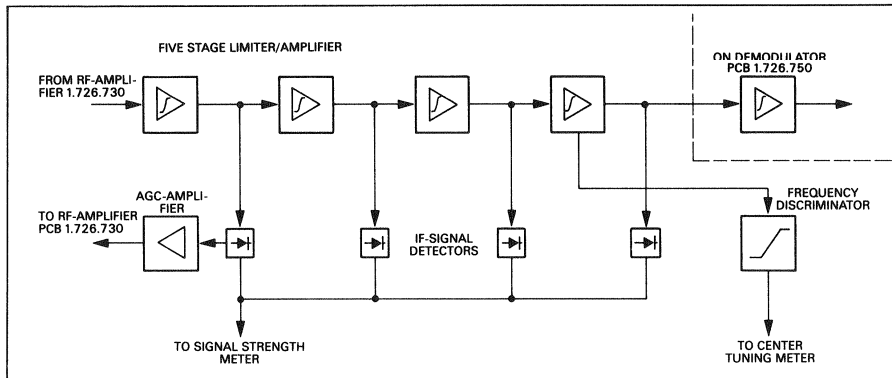 FIVE STAGE LIMITER/AMPLIFIER
ON DEMODULATOR
PCB 1.726.750
FROM RF-AMPLI-
FIER 1.726.730
AGC-AMPLI-
FIER
TO RF-AMPLIFIER
PCB 1.726.730
IF-SIGNAL
DETECTORS
FREQUENCY
DISCRIMINATOR
TO SIGNAL STRENGTH
METER
TO CENTER
TUNING METER